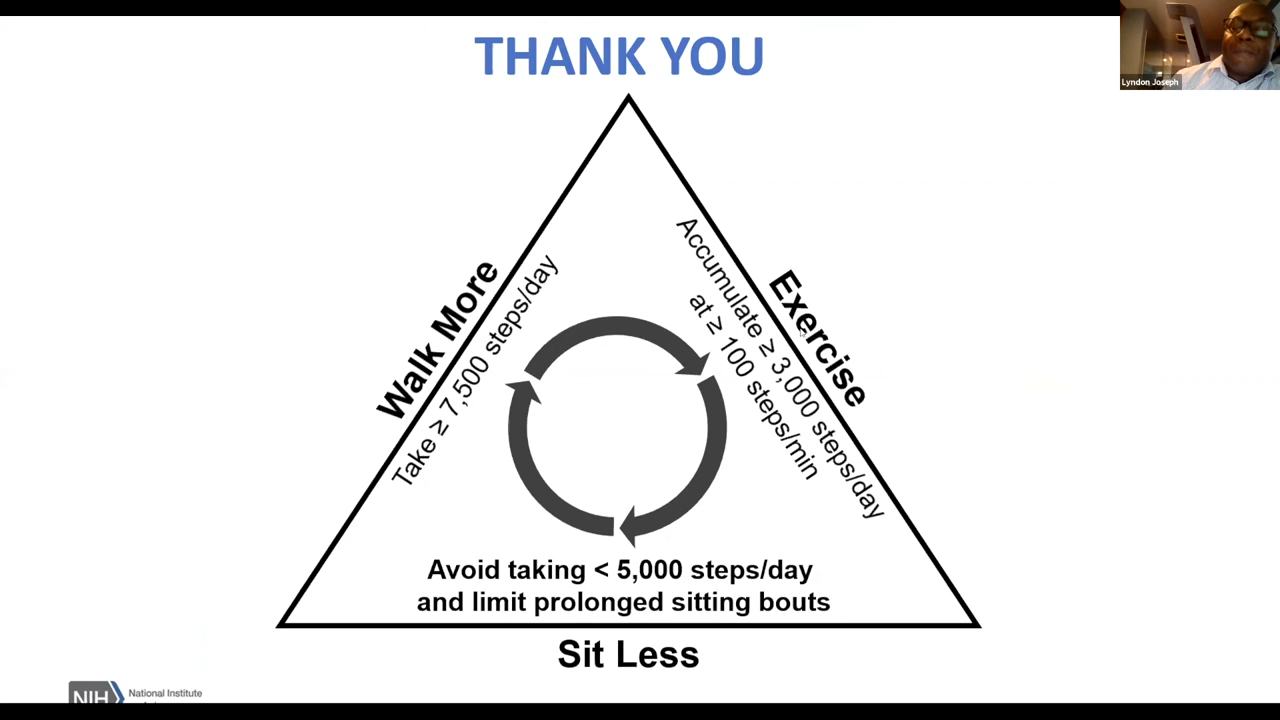 THANK YOU
Lyndon Joseph
Walk More
Take ≥ 7,500 steps/day
Exercise
Accumulate ≥ 3,000 steps/day
at ≥ 100 steps/min
Avoid taking < 5,000 steps/day
and limit prolonged sitting bouts
Sit Less
NIH
National Institute